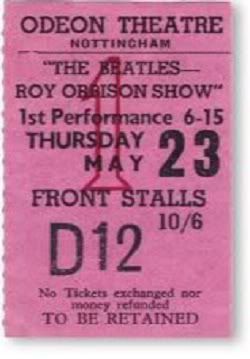 ODEON THEATRE
NOTTINGHAM
"THE BEATLES—
ROY ORBISON SHOW"
1
1st Performance 6-15
THURSDAY
MAY 23
FRONT STALLS
10/6
D12
No Tickets exchanged nor
money refunded
TO BE RETAINED